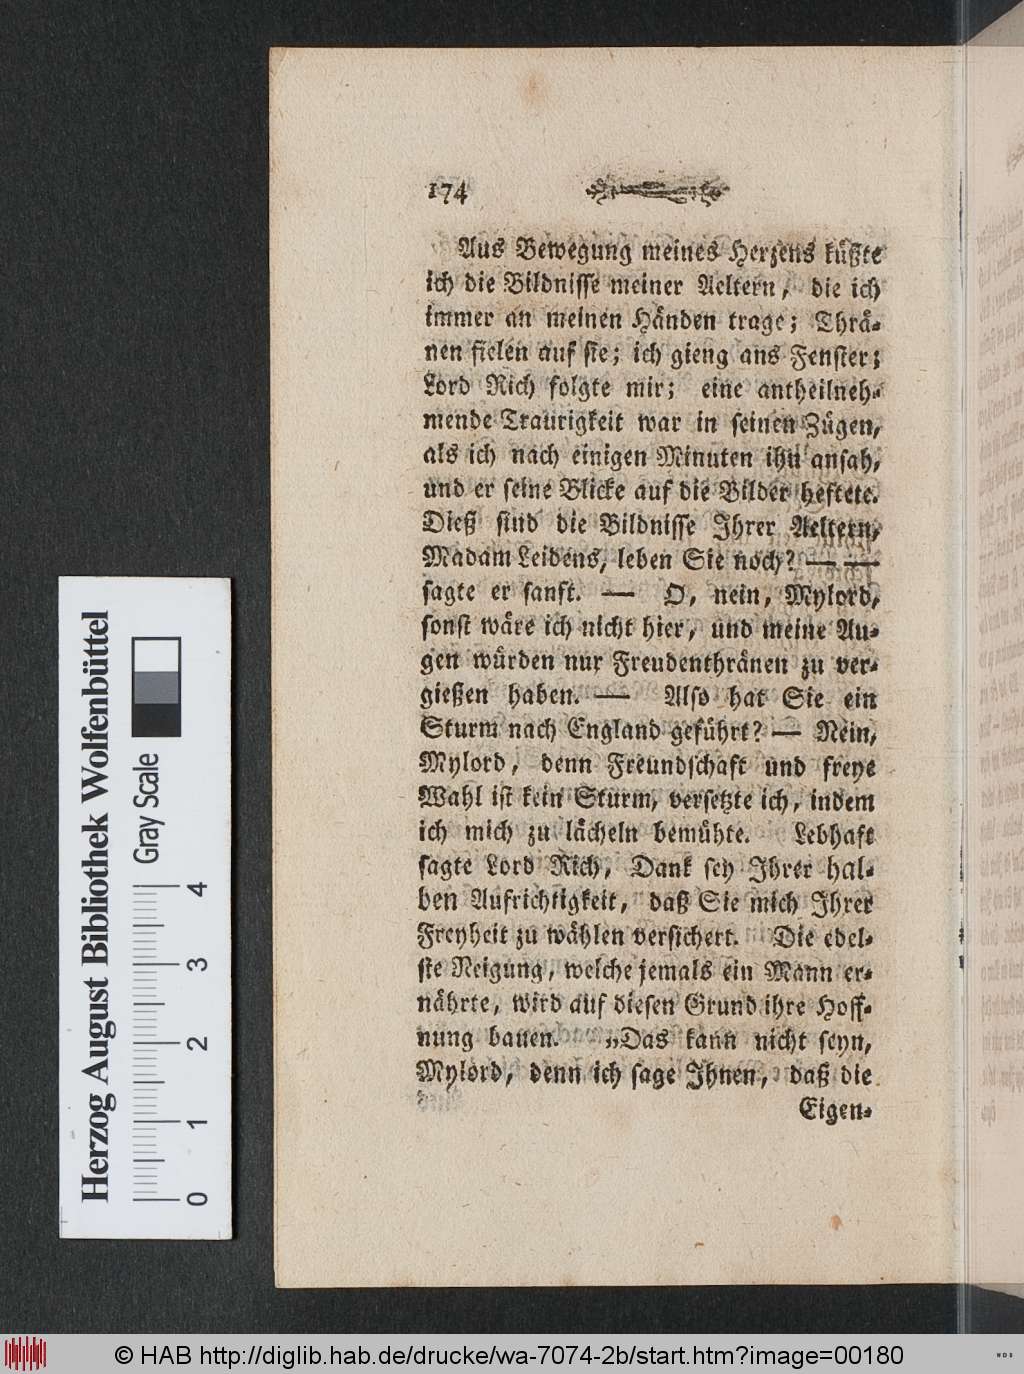 174
Aus Bewegung meines Herzens küßte
ich die Bildnisse meiner Aeltern, die ich
immer an meinen Händen trage; Thrä-
nen fielen auf sie; ich gieng ans Fenster;
Lord Rich folgte mir; eine antheilneh-
mende Traurigkeit war in seinen Zügen,
als ich nach einigen Minuten ihn ansah,
und er seine Blicke auf die Bilder heftete.
Dieß sind die Bildnisse Ihrer Aeltern,
Madam Leidens, leben Sie noch? — —
sagte er sanft. — O, nein, Mylord,
sonst wäre ich nicht hier, und meine Au-
gen würden nur Freudenthränen zu ver-
gießen haben. — Also hat Sie ein
Sturm nach England geführt? — Nein,
Mylord, denn Freundschaft und freye
Wahl ist kein Sturm, versetzte ich, indem
ich mich zu lächeln bemühte. Lebhaft
sagte Lord Rich, Dank sey Ihrer hal-
ben Aufrichtigkeit, daß Sie mich Ihrer
Freyheit zu wählen versichert. Die edel-
ste Neigung, welche jemals ein Mann er-
nährte, wird auf diesen Grund ihre Hoff-
nung bauen. „Das kann nicht seyn,
Mylord, denn ich sage Ihnen, daß die
Eigen-
Herzog August Bibliothek Wolfenbüttel
Gray Scale
0 1 2 3 4
© HAB http://diglib.hab.de/drucke/wa-7074-2b/start.htm?image=00180
WDB